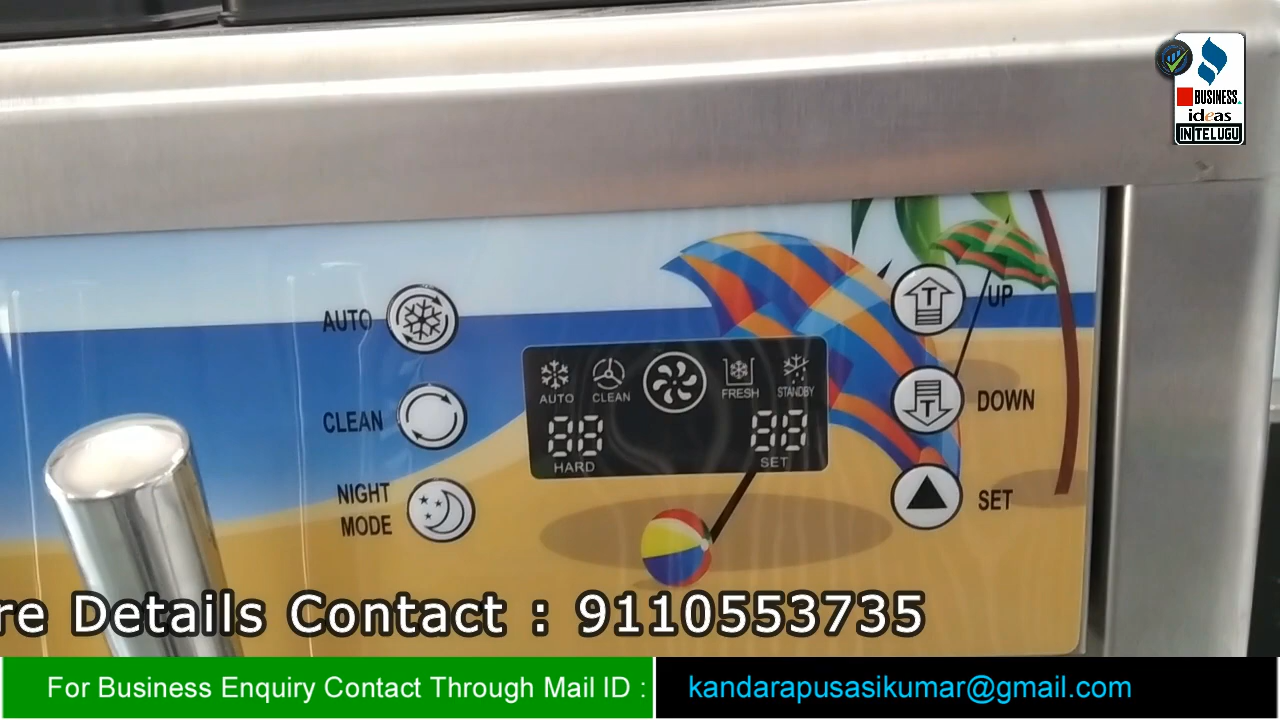 BUSINESS
ideas
IN TELUGU
AUTO
CLEAN
NIGHT
MODE
AUTO
CLEAN
FRESH
STANDBY
88
88
HARD
SET
T
UP
T
DOWN
SET
re Details Contact : 9110553735
For Business Enquiry Contact Through Mail ID :
kandarapusasikumar@gmail.com